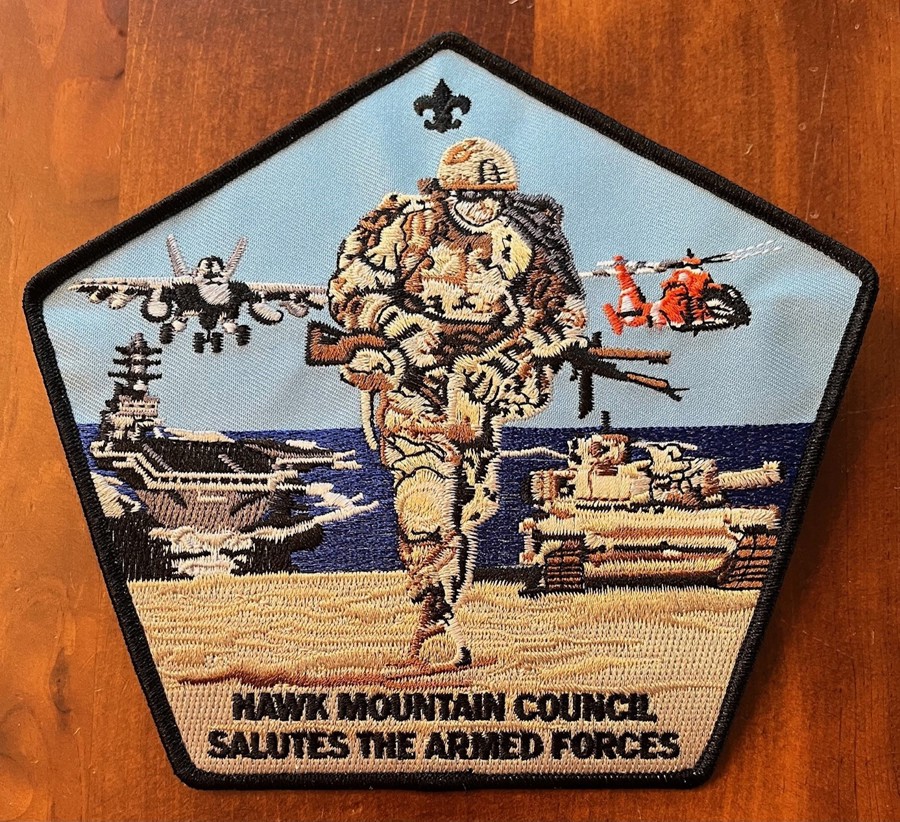 HAWK MOUNTAIN COUNCIL
SALUTES THE ARMED FORCES